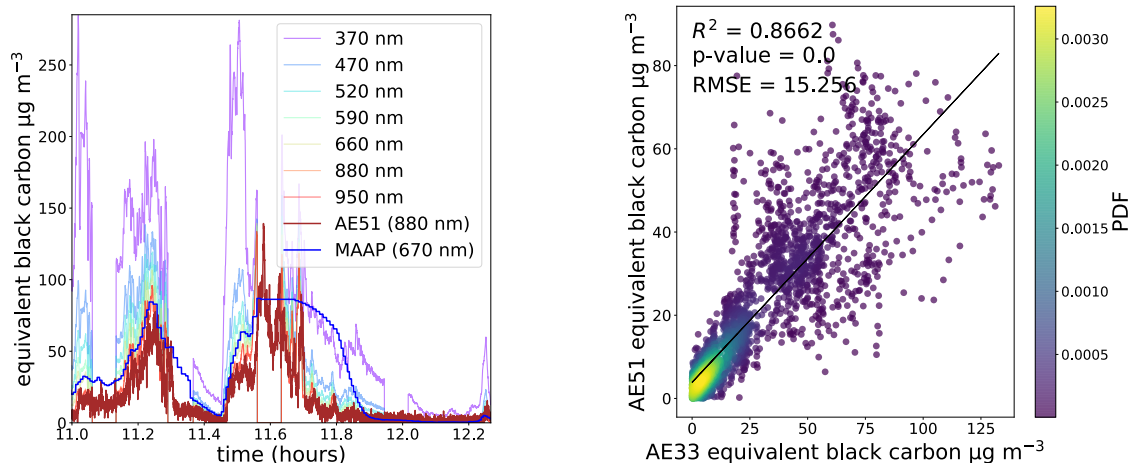 equivalent black carbon µg m⁻³
250
200
150
100
50
0
11.0
11.2
11.4
11.6
11.8
12.0
12.2
time (hours)
370 nm
470 nm
520 nm
590 nm
660 nm
880 nm
950 nm
AE51 (880 nm)
MAAP (670 nm)
AE51 equivalent black carbon µg m⁻³
80
60
40
20
0
R² = 0.8662
p-value = 0.0
RMSE = 15.256
0
25
50
75
100
125
AE33 equivalent black carbon µg m⁻³
0.0030
0.0025
0.0020
0.0015
0.0010
0.0005
PDF